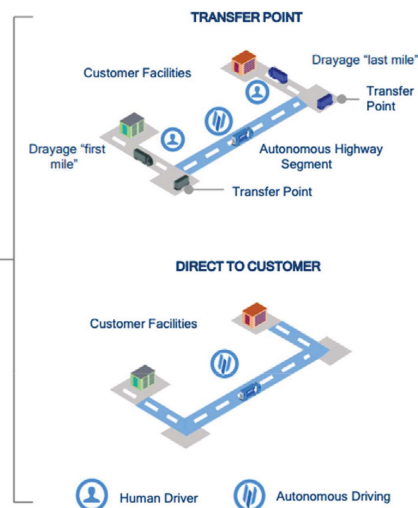 TRANSFER POINT
Drayage “last mile”
Customer Facilities
Transfer
Point
Drayage “first
mile”
Autonomous Highway
Segment
Transfer Point
DIRECT TO CUSTOMER
Customer Facilities
Human Driver
Autonomous Driving